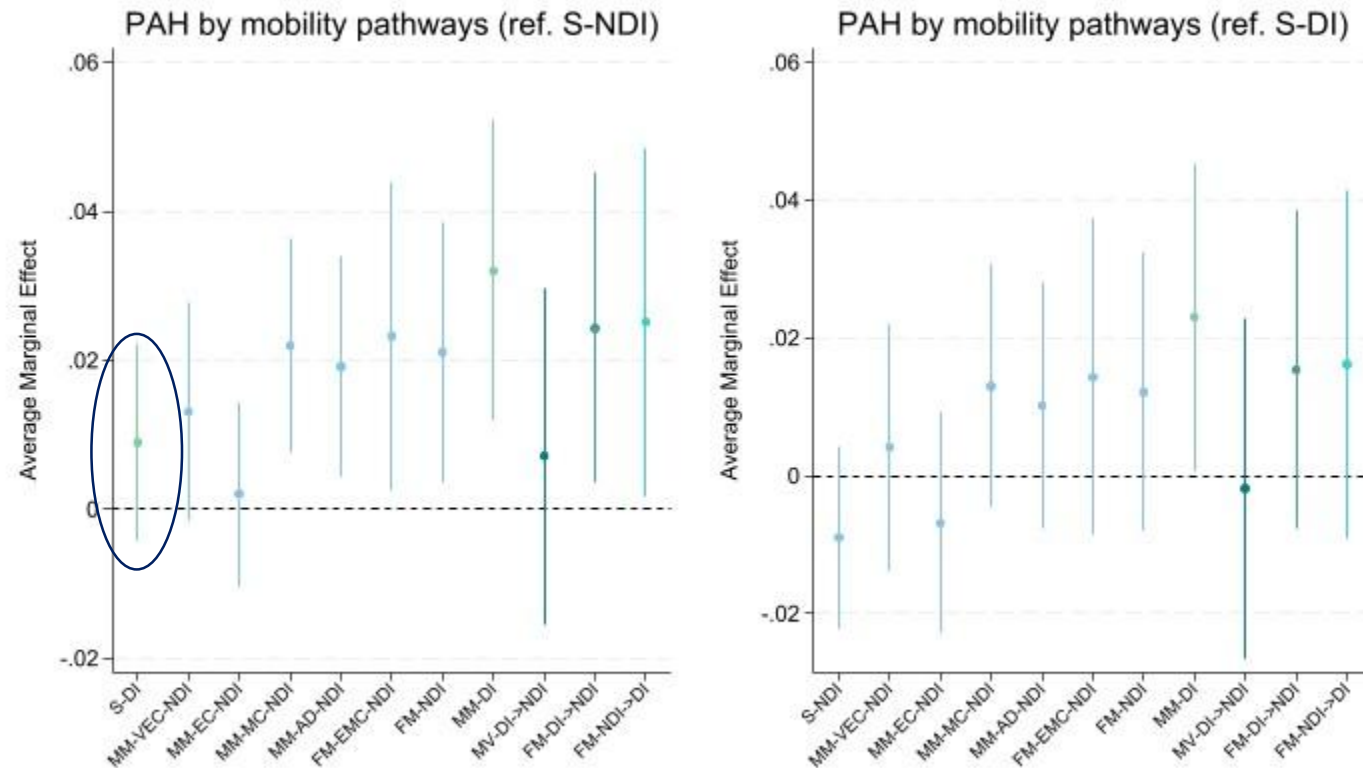 PAH by mobility pathways (ref. S-NDI)
Average Marginal Effect
.06
.04
.02
0
-.02
S-DI
MM-VEC-NDI
MM-EC-NDI
MM-MC-NDI
MM-AD-NDI
FM-EMC-NDI
FM-NDI
MM-DI
MV-DI->NDI
FM-DI->NDI
FM-NDI->DI
PAH by mobility pathways (ref. S-DI)
Average Marginal Effect
.06
.04
.02
0
-.02
S-NDI
MM-VEC-NDI
MM-EC-NDI
MM-MC-NDI
MM-AD-NDI
FM-EMC-NDI
FM-NDI
MM-DI
MV-DI->NDI
FM-DI->NDI
FM-NDI->DI